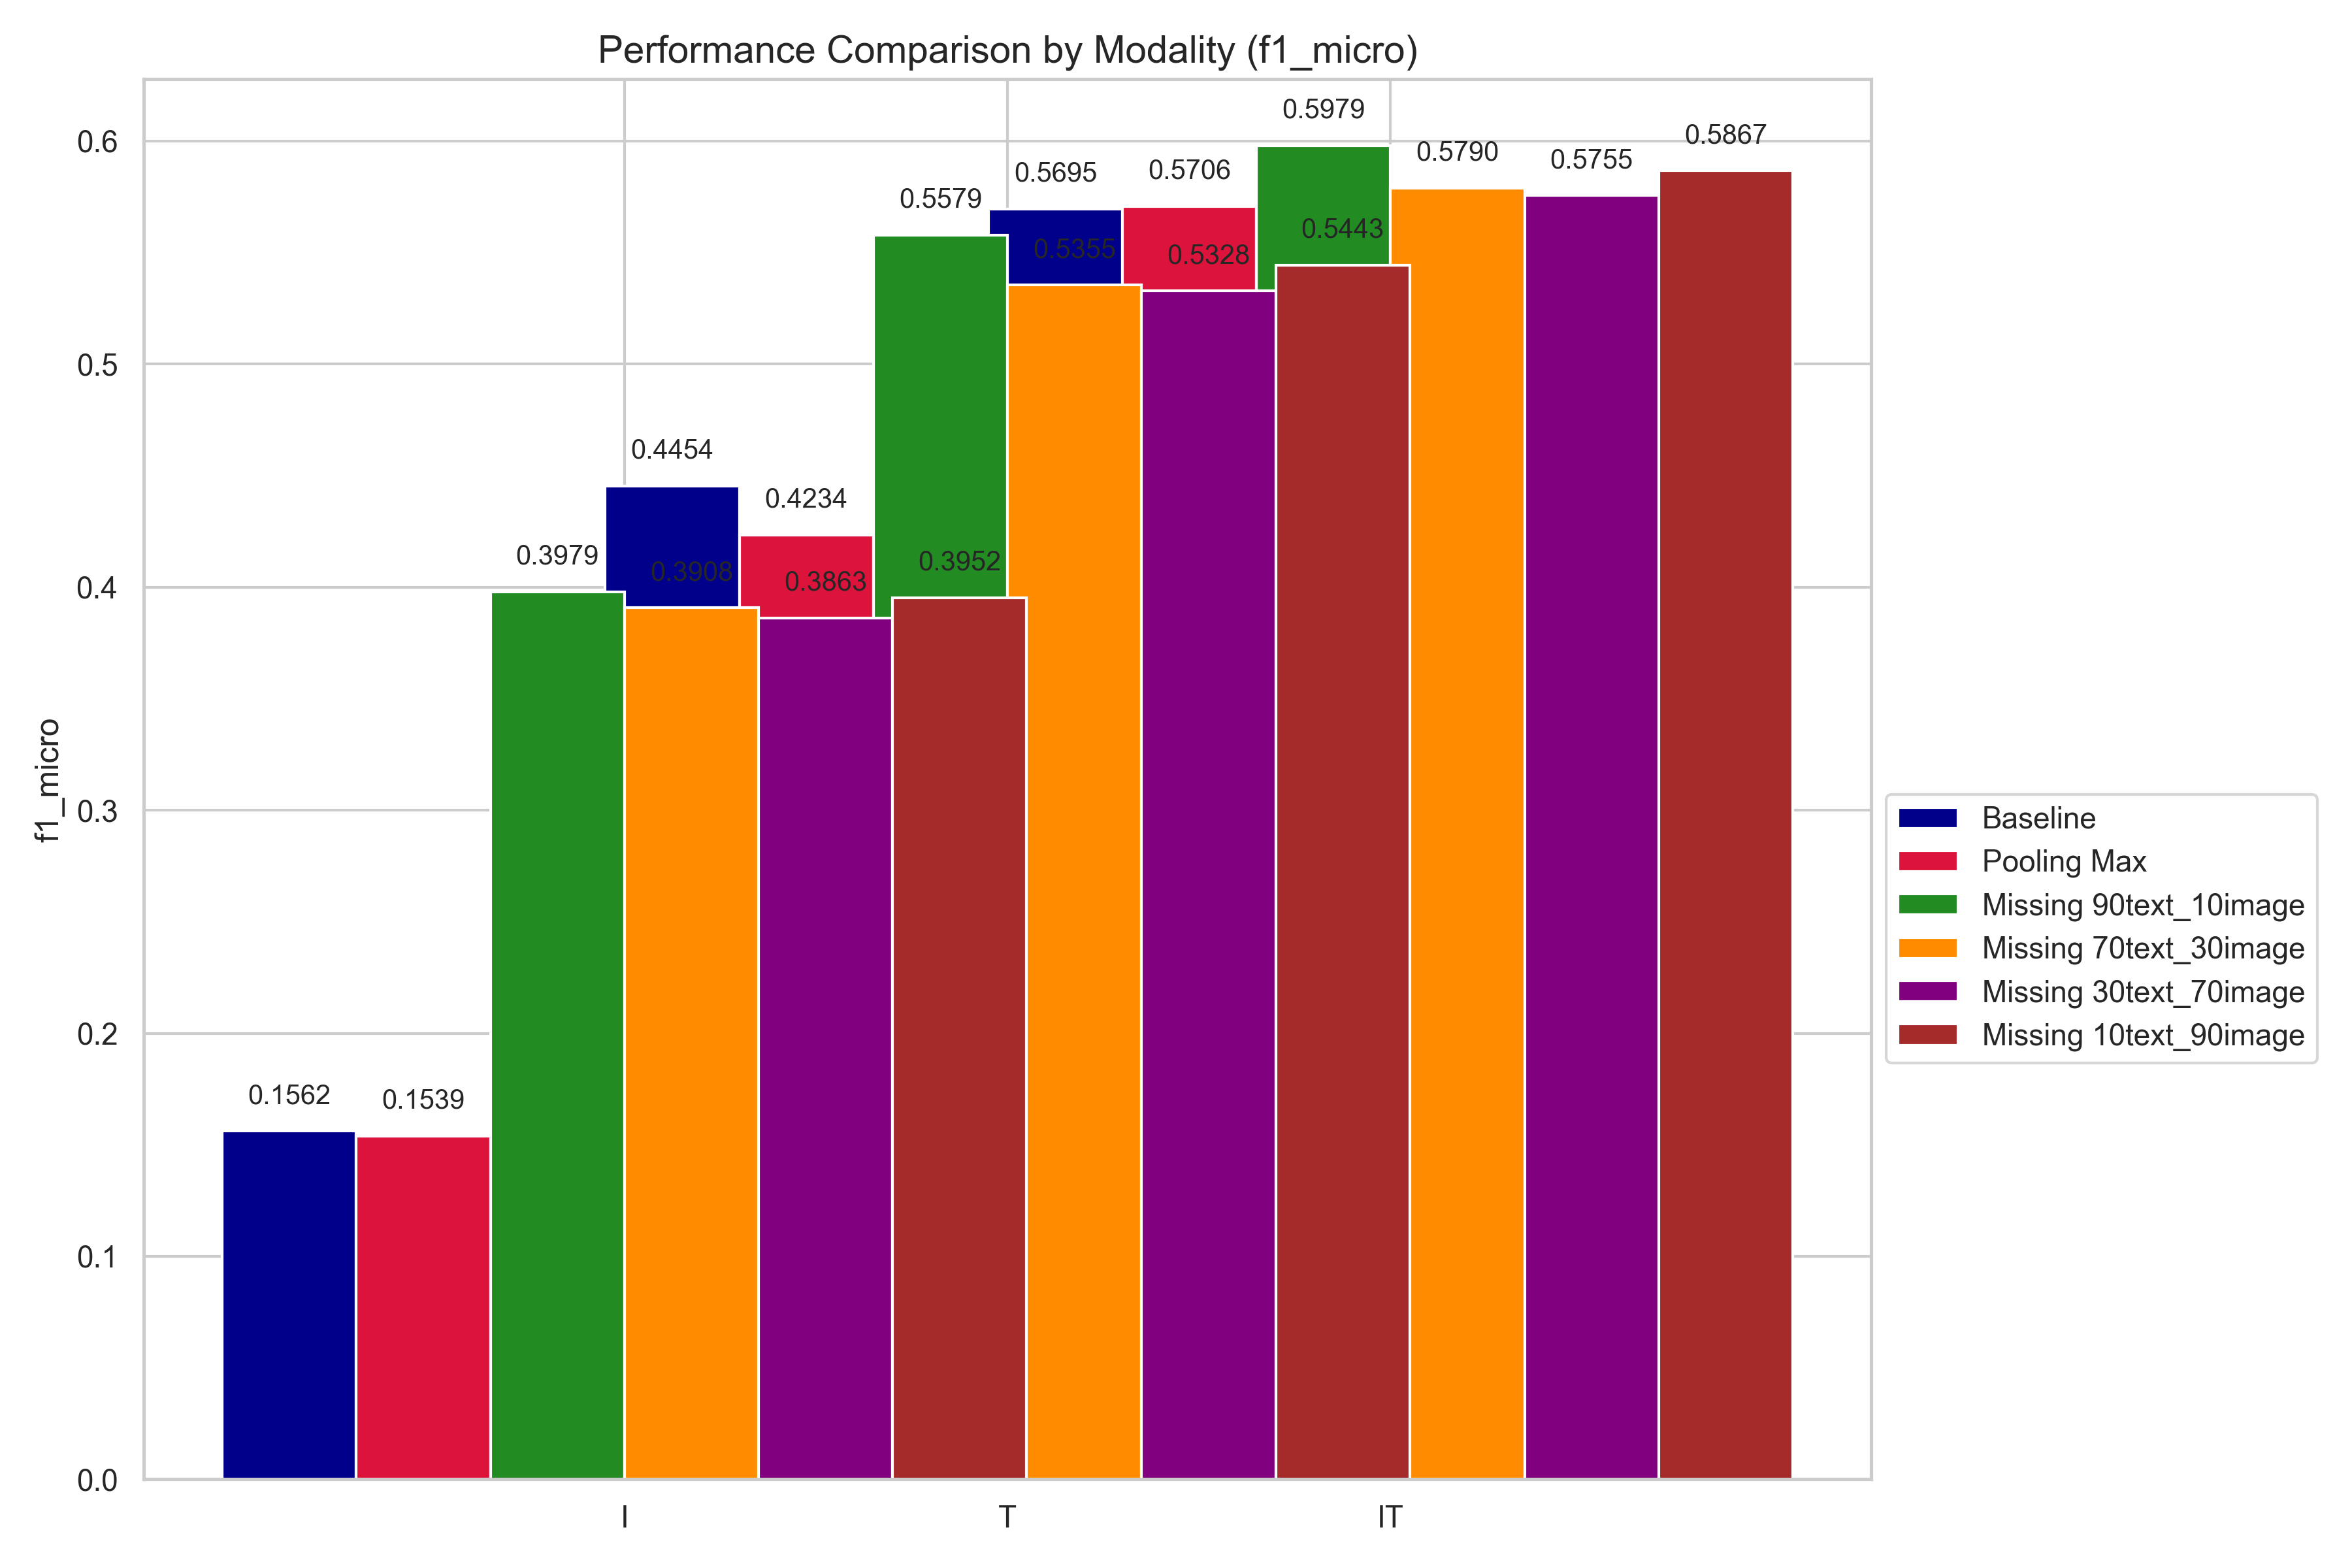 Performance Comparison by Modality (f1_micro)
f1_micro
0.6
0.5
0.4
0.3
0.2
0.1
0.0
0.1562
0.1539
0.3979
0.3908
0.3863
0.3952
0.4454
0.4234
0.5579
0.5355
0.5328
0.5443
0.5695
0.5706
0.5979
0.5790
0.5755
0.5867
I
T
IT
Baseline
Pooling Max
Missing 90text_10image
Missing 70text_30image
Missing 30text_70image
Missing 10text_90image